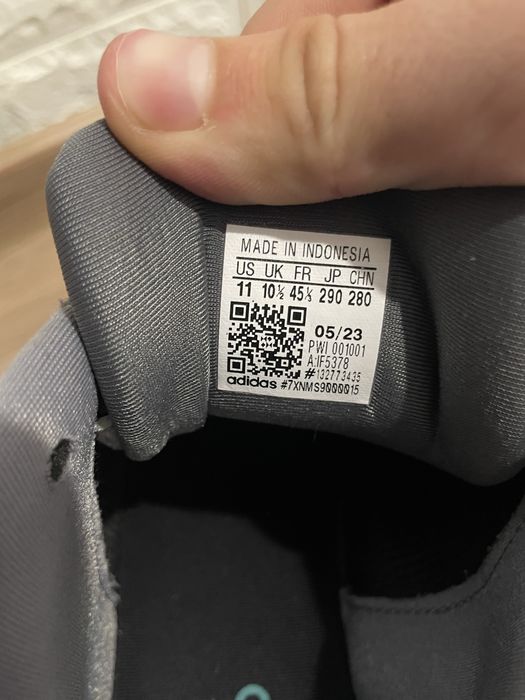 MADE IN INDONESIA
US UK FR JP CHN
11 10½ 45⅓ 290 280
05/23
PWI 001001
A:IF5378
#132773435
adidas #7XNMS9000015